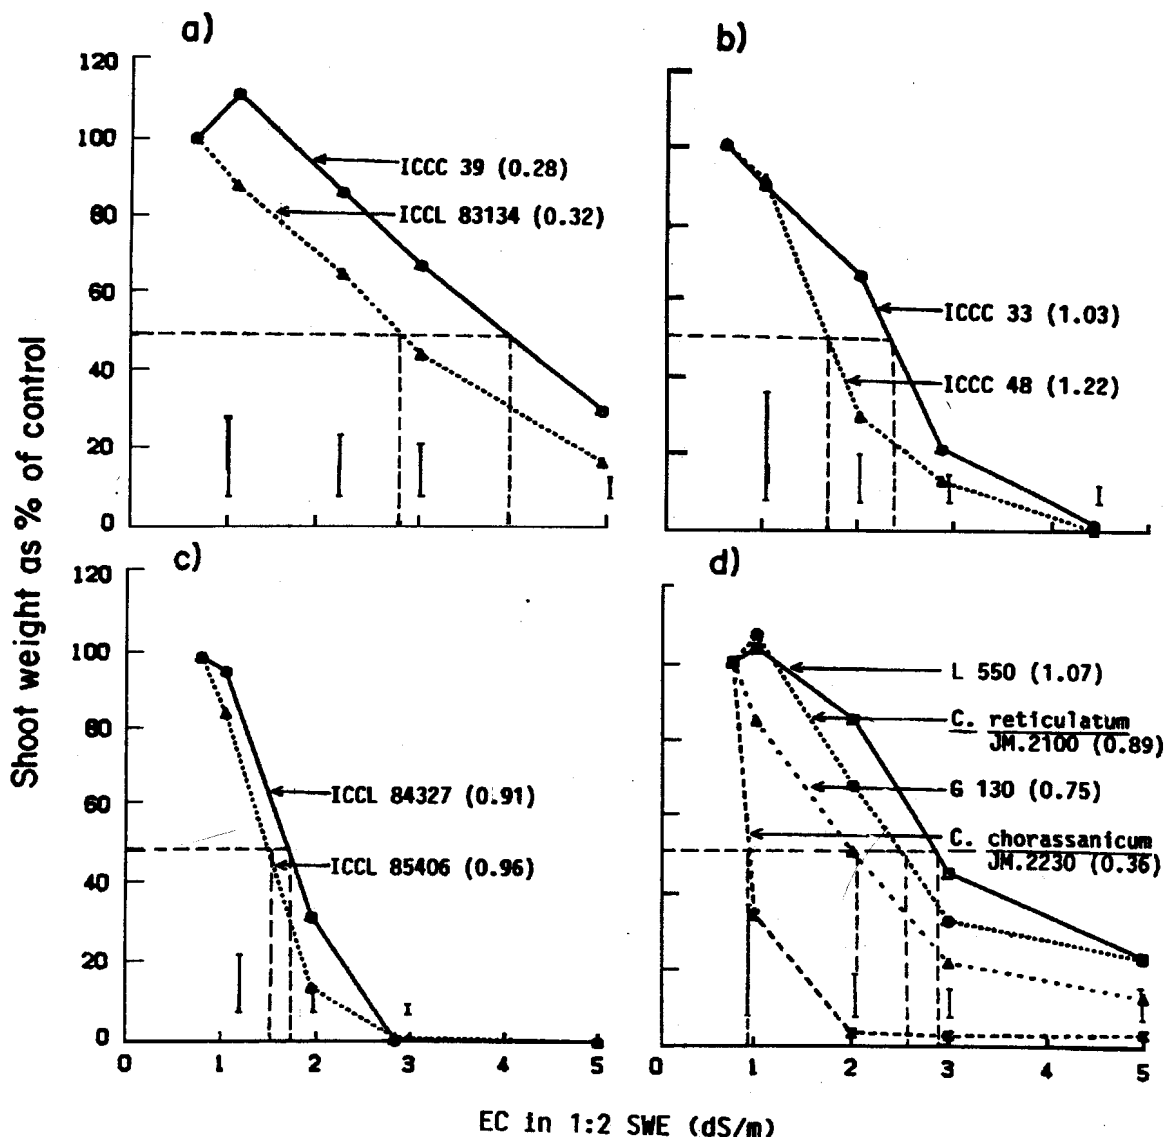 a)
120
100
80
60
40
20
0
ICCC 39 (0.28)
ICCL 83134 (0.32)
b)
ICCC 33 (1.03)
ICCC 48 (1.22)
Shoot weight as % of control
c)
120
100
80
60
40
20
0
ICCL 84327 (0.91)
ICCL 85406 (0.96)
0 1 2 3 4 5
d)
L 550 (1.07)
C. reticulatum
JM.2100 (0.89)
G 130 (0.75)
C. chorassanicum
JM.2230 (0.36)
0 1 2 3 4 5
EC in 1:2 SWE (dS/m)